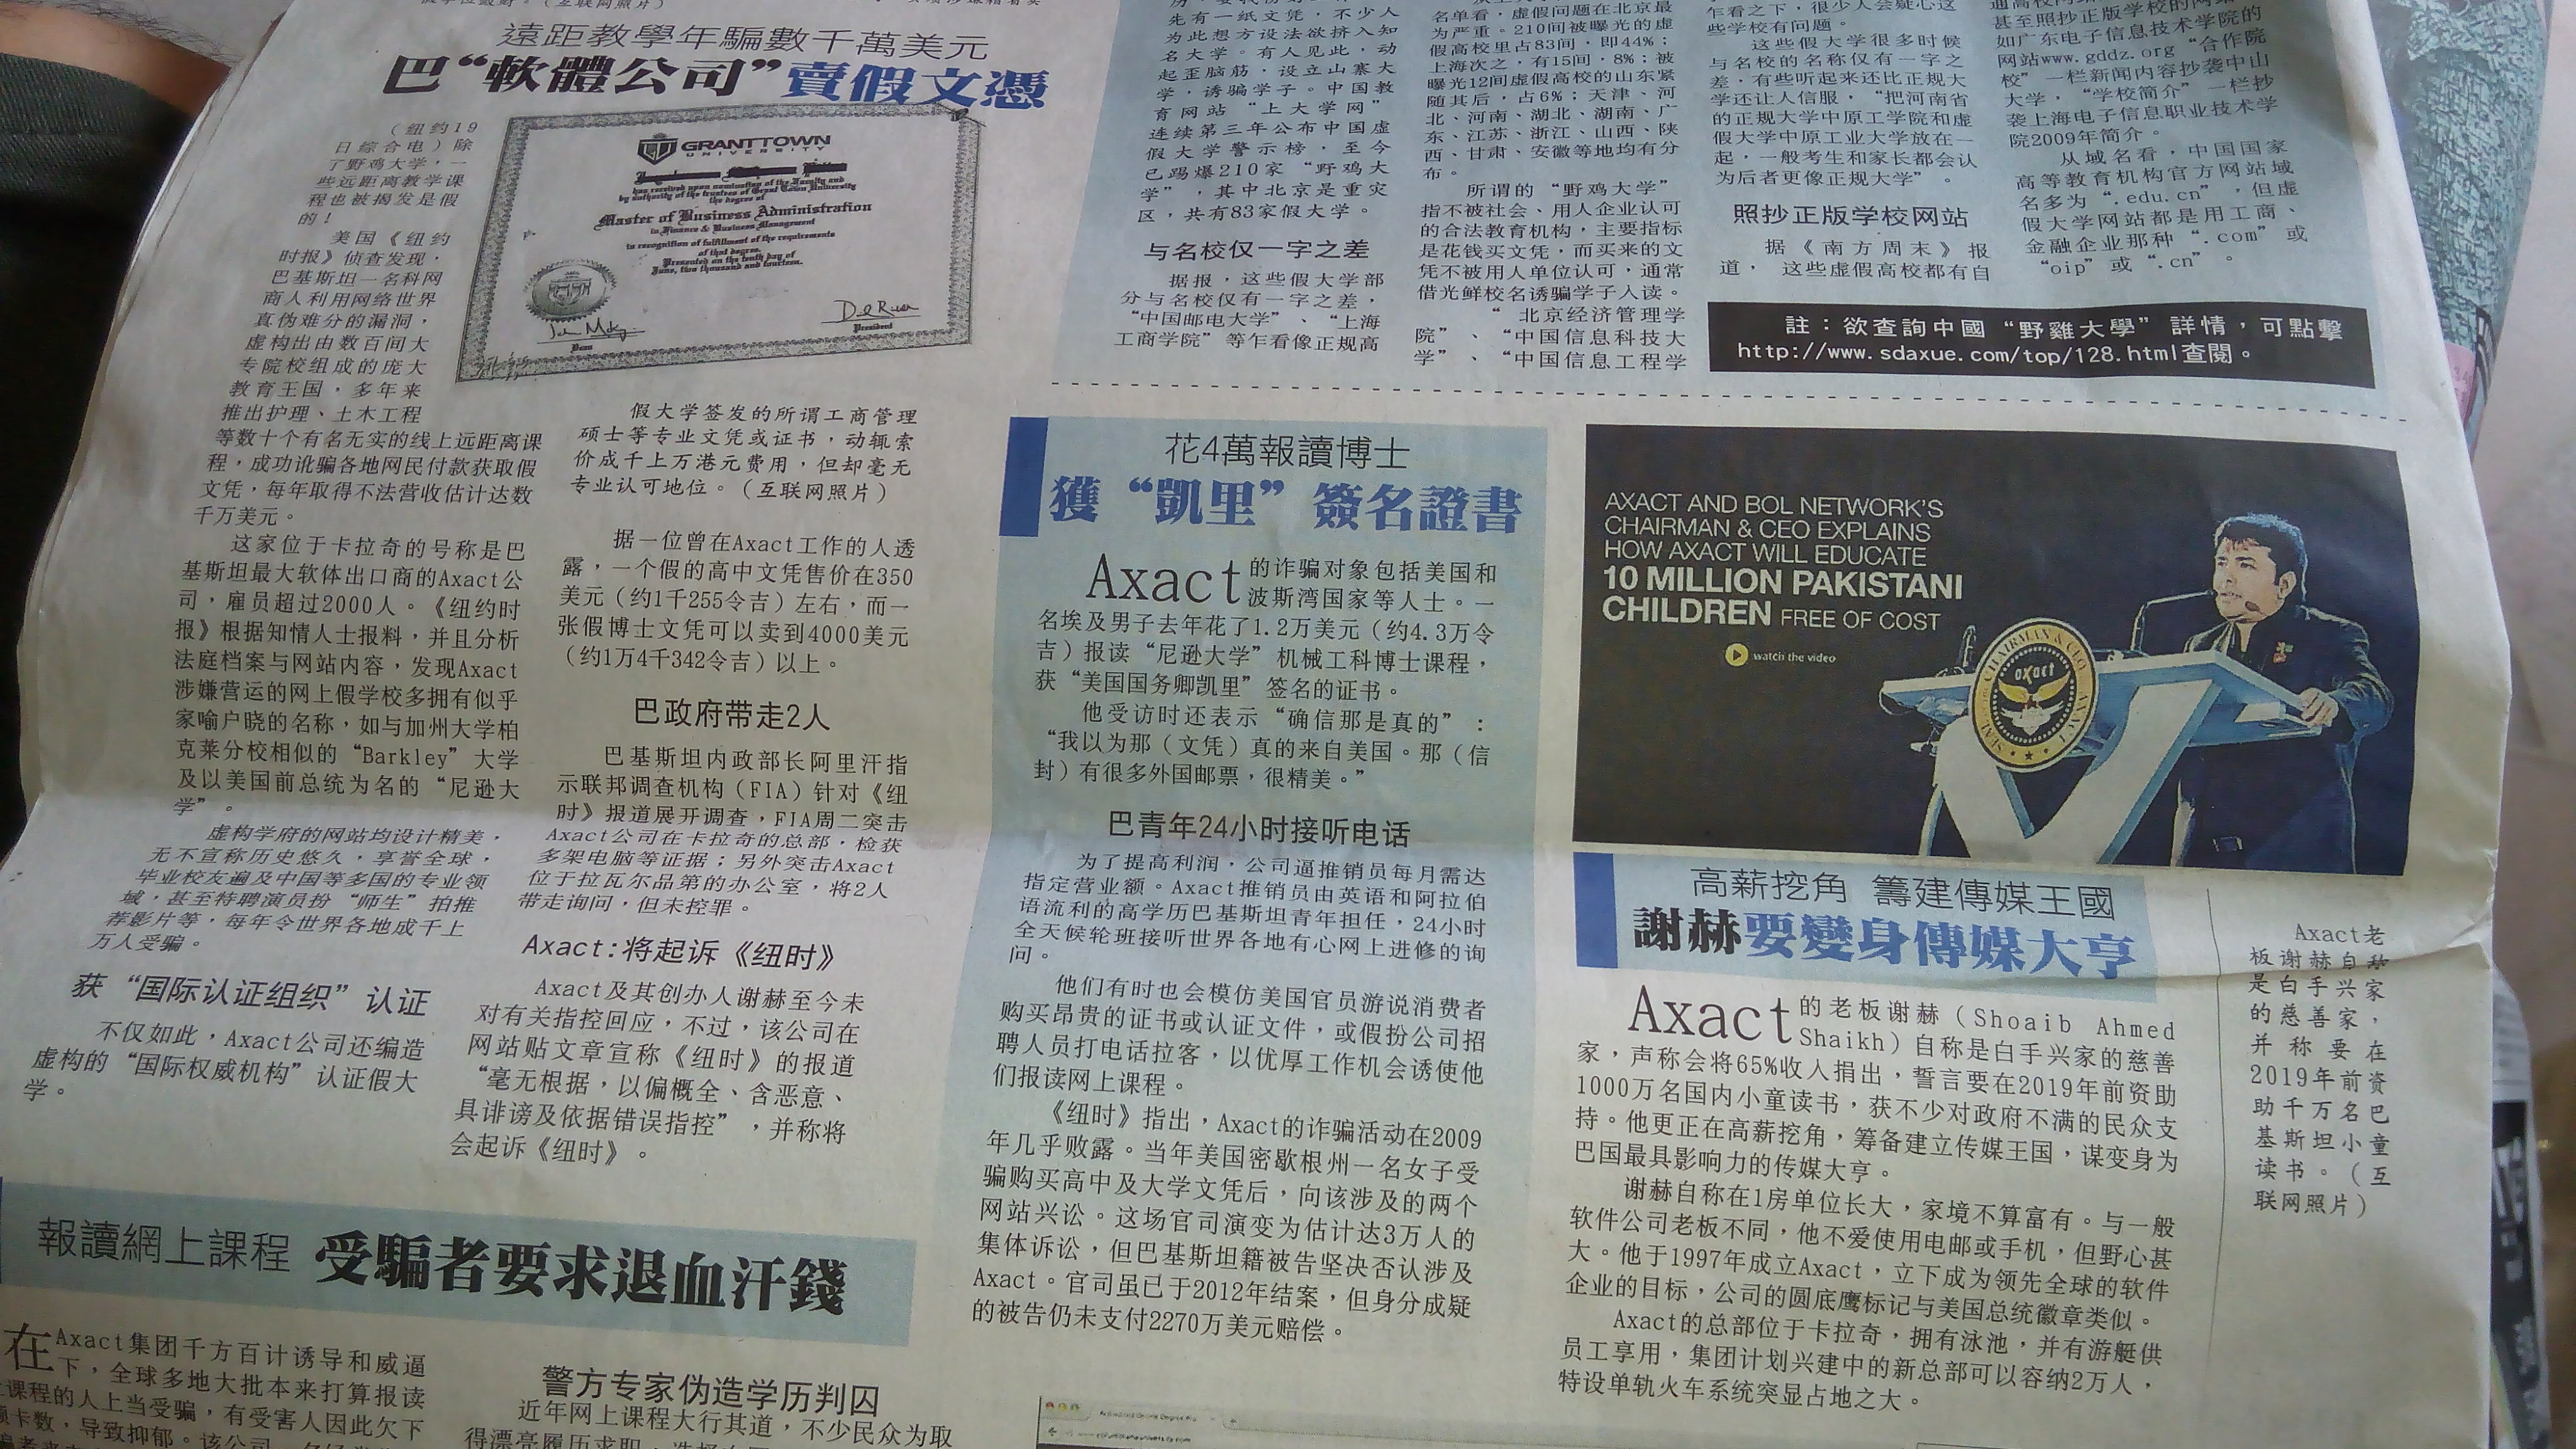 遠距教學年騙數千萬美元
巴“軟體公司”賣假文憑
（纽约19
日综合电）除
了野鸡大学，一
些远距离教学课
程也被揭发是假
的！
美国《纽约
时报》侦查发现，
巴基斯坦一名科网
商人利用网络世界
真伪难分的漏洞，
虚构出由数百间大
专院校组成的庞大
教育王国，多年来
推出护理、土木工程
等数十个有名无实的线上远距离课
程，成功讹骗各地网民付款获取假
文凭，每年取得不法营收估计达数
千万美元。
这家位于卡拉奇的号称是巴
基斯坦最大软体出口商的Axact公
司，雇员超过2000人。《纽约时
报》根据知情人士报料，并且分析
法庭档案与网站内容，发现Axact
涉嫌营运的网上假学校多拥有似乎
家喻户晓的名称，如与加州大学柏
克莱分校相似的“Barkley”大学
及以美国前总统为名的“尼逊大
学”。
虚构学府的网站均设计精美，
无不宣称历史悠久，享誉全球，
毕业校友遍及中国等多国的专业领
域，甚至特聘演员扮“师生”拍推
荐影片等，每年令世界各地成千上
万人受骗。
获“国际认证组织”认证
不仅如此，Axact公司还编造
虚构的“国际权威机构”认证假大
学。
GRANTTOWN
UNIVERSITY
has received upon nomination of the Faculty and
by authority of the trustees of Grant Town University
the degree of
Master of Business Administration
in Finance & Business Management
in recognition of fulfillment of the requirements
of that degree.
Presented on the tenth day of
June, two thousand and fourteen.
Dean
President
假大学签发的所谓工商管理
硕士等专业文凭或证书，动辄索
价成千上万港元费用，但却毫无
专业认可地位。（互联网照片）
据一位曾在Axact工作的人透
露，一个假的高中文凭售价在350
美元（约1千255令吉）左右，而一
张假博士文凭可以卖到4000美元
（约1万4千342令吉）以上。
巴政府带走2人
巴基斯坦内政部长阿里汗指
示联邦调查机构（FIA）针对《纽
时》报道展开调查，FIA周二突击
Axact公司在卡拉奇的总部，检获
多架电脑等证据；另外突击Axact
位于拉瓦尔品第的办公室，将2人
带走询问，但未控罪。
Axact:将起诉《纽时》
Axact及其创办人谢赫至今未
对有关指控回应，不过，该公司在
网站贴文章宣称《纽时》的报道
“毫无根据，以偏概全、含恶意、
具诽谤及依据错误指控”，并称将
会起诉《纽时》。
先有一纸文凭，不少人
为此想方设法欲挤入知
名大学。有人见此，动
起歪脑筋，设立山寨大
学，诱骗学子。中国教
育网站“上大学网”
连续第三年公布中国虚
假大学警示榜，至今
已踢爆210家“野鸡大
学”，其中北京是重灾
区，共有83家假大学。
与名校仅一字之差
据报，这些假大学部
分与名校仅有一字之差，
“中国邮电大学”、“上海
工商学院”等乍看像正规高
名单看，虚假问题在北京最
为严重。210间被曝光的虚
假高校里占83间，即44%；
上海次之，有15间，8%；被
曝光12间虚假高校的山东紧
随其后，占6%；天津、河
北、河南、湖北、湖南、广
东、江苏、浙江、山西、陕
西、甘肃、安徽等地均有分
布。
所谓的“野鸡大学”
指不被社会、用人企业认可
的合法教育机构，主要指标
是花钱买文凭，而买来的文
凭不被用人单位认可，通常
借光鲜校名诱骗学子入读。
“北京经济管理学
院”、“中国信息科技大
学”、“中国信息工程学
乍看之下，很少人会疑心这
些学校有问题。
这些假大学很多时候
与名校的名称仅有一字之
差，有些听起来还比正规大
学还让人信服，“把河南省
的正规大学中原工学院和虚
假大学中原工业大学放在一
起，一般考生和家长都会认
为后者更像正规大学”。
照抄正版学校网站
据《南方周末》报
道，这些虚假高校都有自
甚至照抄正版学校的网站，
如广东电子信息技术学院的
网站www.gddz.org“合作院
校”一栏新闻内容抄袭中山
大学，“学校简介”一栏抄
袭上海电子信息职业技术学
院2009年简介。
从域名看，中国国家
高等教育机构官方网站域
名多为“.edu.cn”，但虚
假大学网站都是用工商、
金融企业那种“.com”或
“oip”或“.cn”。
註：欲查詢中國“野雞大學”詳情，可點擊
http://www.sdaxue.com/top/128.html查閱。
花4萬報讀博士
獲“凱里”簽名證書
Axact的诈骗对象包括美国和
波斯湾国家等人士。一
名埃及男子去年花了1.2万美元（约4.3万令
吉）报读“尼逊大学”机械工科博士课程，
获“美国国务卿凯里”签名的证书。
他受访时还表示“确信那是真的”：
“我以为那（文凭）真的来自美国。那（信
封）有很多外国邮票，很精美。”
巴青年24小时接听电话
为了提高利润，公司逼推销员每月需达
指定营业额。Axact推销员由英语和阿拉伯
语流利的高学历巴基斯坦青年担任，24小时
全天候轮班接听世界各地有心网上进修的询
问。
他们有时也会模仿美国官员游说消费者
购买昂贵的证书或认证文件，或假扮公司招
聘人员打电话拉客，以优厚工作机会诱使他
们报读网上课程。
《纽时》指出，Axact的诈骗活动在2009
年几乎败露。当年美国密歇根州一名女子受
骗购买高中及大学文凭后，向该涉及的两个
网站兴讼。这场官司演变为估计达3万人的
集体诉讼，但巴基斯坦籍被告坚决否认涉及
Axact。官司虽已于2012年结案，但身分成疑
的被告仍未支付2270万美元赔偿。
AXACT AND BOL NETWORK'S
CHAIRMAN & CEO EXPLAINS
HOW AXACT WILL EDUCATE
10 MILLION PAKISTANI
CHILDREN FREE OF COST
watch the video
axact
高薪挖角 籌建傳媒王國
謝赫要變身傳媒大亨
Axact的老板谢赫（Shoaib Ahmed
Shaikh）自称是白手兴家的慈善
家，声称会将65%收入捐出，誓言要在2019年前资助
1000万名国内小童读书，获不少对政府不满的民众支
持。他更正在高薪挖角，筹备建立传媒王国，谋变身为
巴国最具影响力的传媒大亨。
谢赫自称在1房单位长大，家境不算富有。与一般
软件公司老板不同，他不爱使用电邮或手机，但野心甚
大。他于1997年成立Axact，立下成为领先全球的软件
企业的目标，公司的圆底鹰标记与美国总统徽章类似。
Axact的总部位于卡拉奇，拥有泳池，并有游艇供
员工享用，集团计划兴建中的新总部可以容纳2万人，
特设单轨火车系统突显占地之大。
Axact老
板谢赫自称
是白手兴家
的慈善家，
并称要在
2019年前资
助千万名巴
基斯坦小童
读书。（互
联网照片）
報讀網上課程 受騙者要求退血汗錢
在Axact集团千方百计诱导和威逼
下，全球多地大批本来打算报读
课程的人上当受骗，有受害人因此欠下
卡数，导致抑郁。
警方专家伪造学历判囚
近年网上课程大行其道，不少民众为取